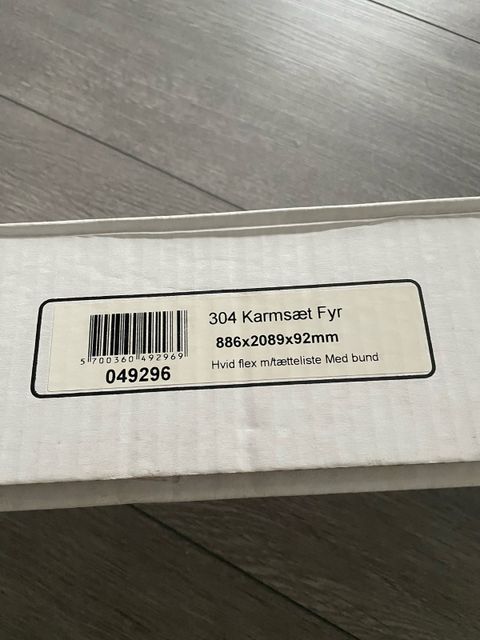 304 Karmsæt Fyr
886x2089x92mm
Hvid flex m/tætteliste Med bund
5 700360 492969
049296